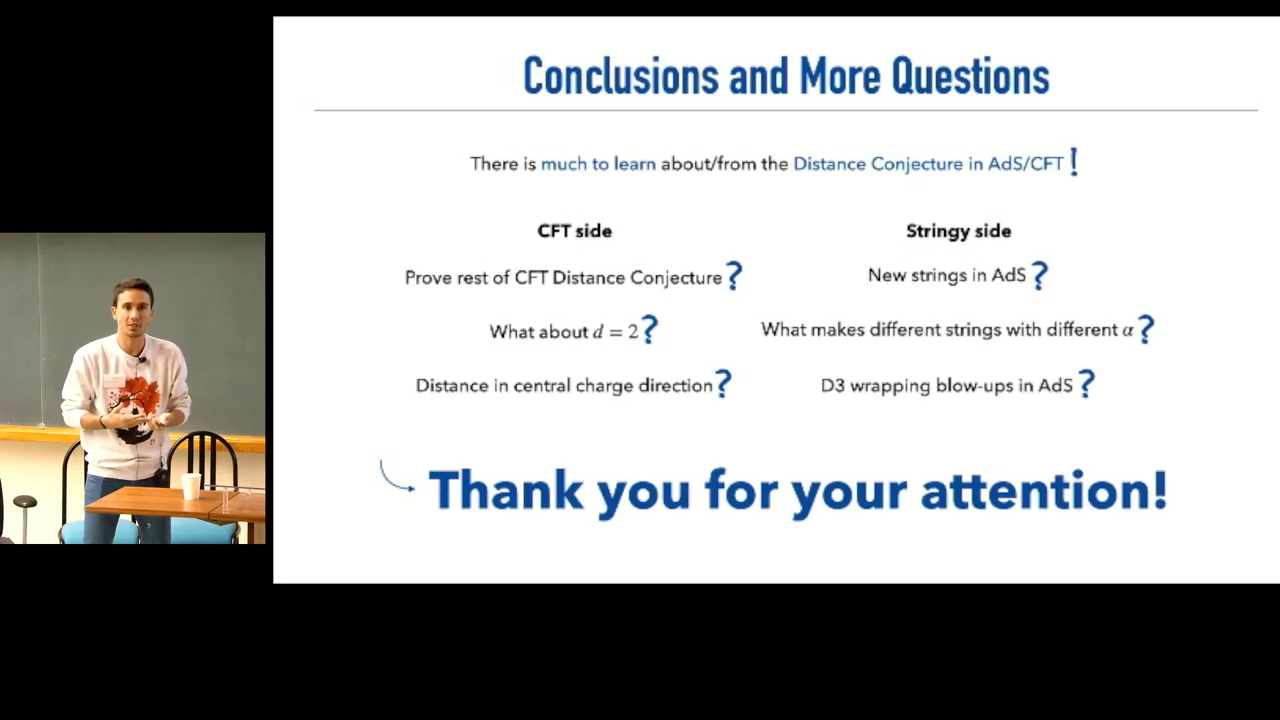 Conclusions and More Questions
There is much to learn about/from the Distance Conjecture in AdS/CFT!
CFT side
Prove rest of CFT Distance Conjecture?
What about d = 2?
Distance in central charge direction?
Stringy side
New strings in AdS?
What makes different strings with different α?
D3 wrapping blow-ups in AdS?
Thank you for your attention!